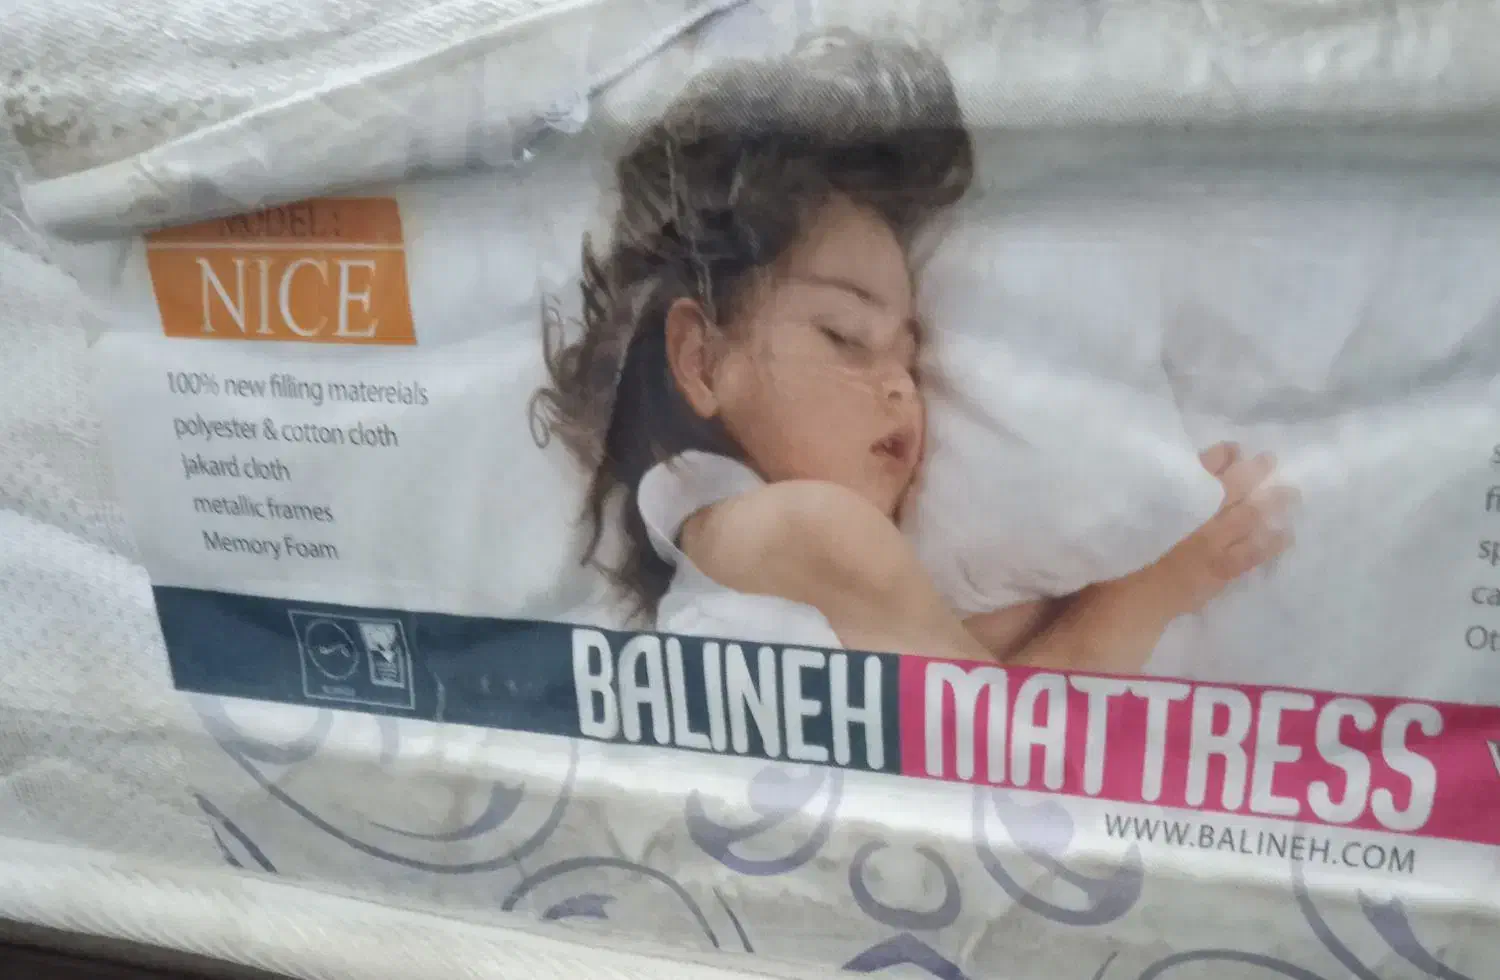 MODEL:
NICE
100% new filling matereials
polyester & cotton cloth
jakard cloth
metallic frames
Memory Foam
BALINEH MATTRESS
WWW.BALINEH.COM